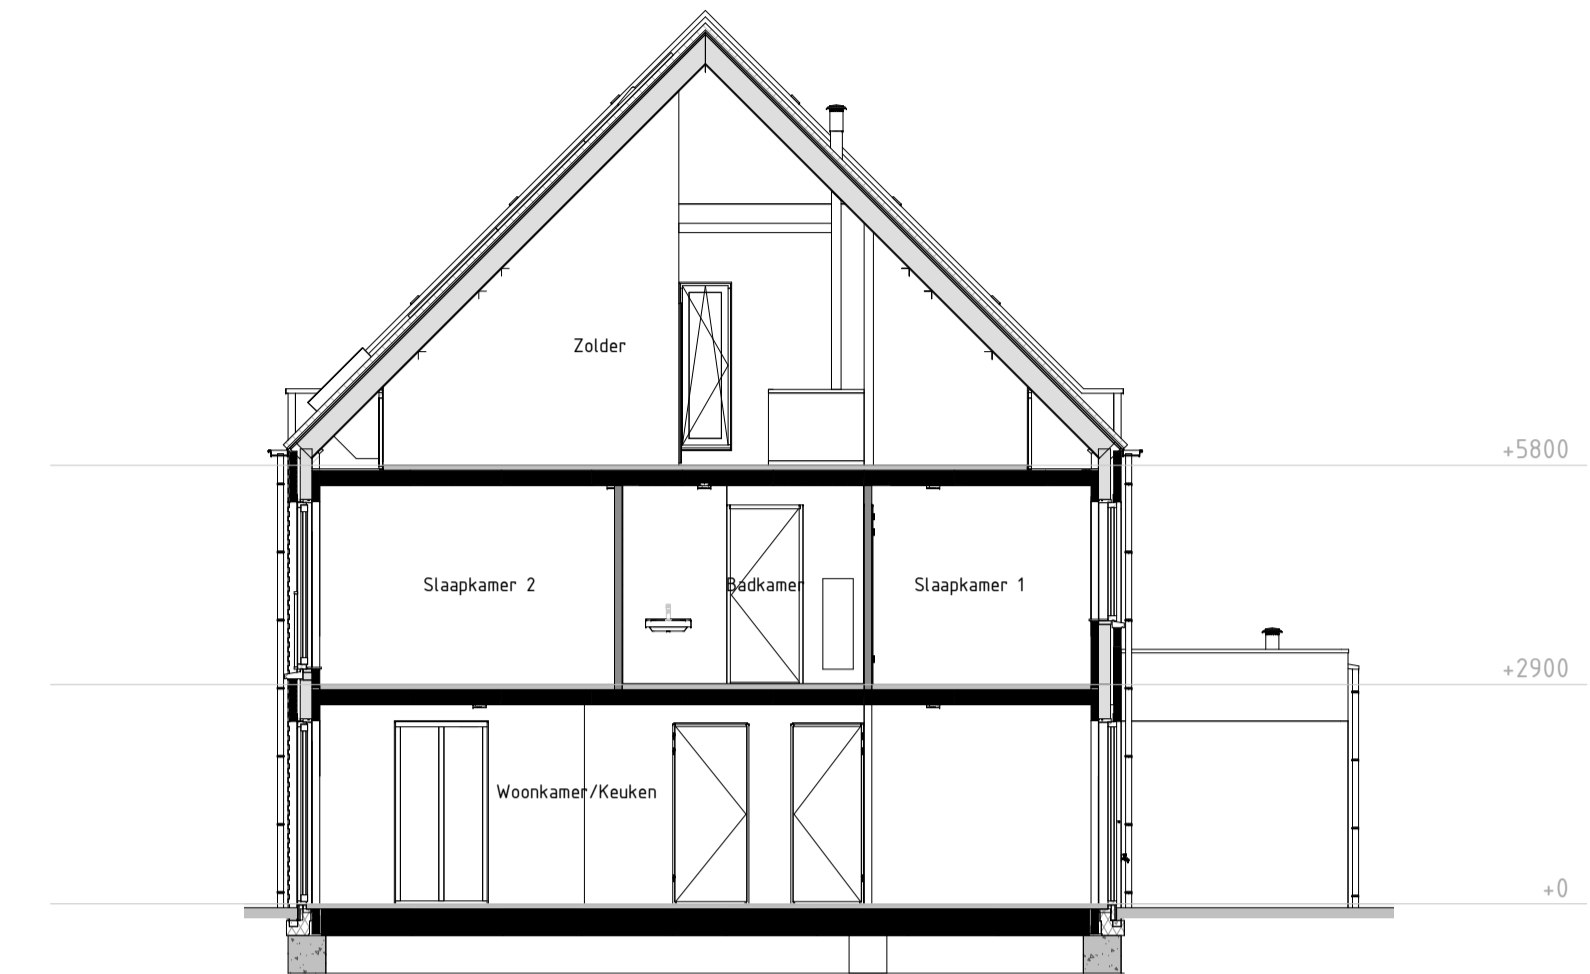 Zolder
+5800
Slaapkamer 2
Badkamer
Slaapkamer 1
+2900
Woonkamer/Keuken
+0